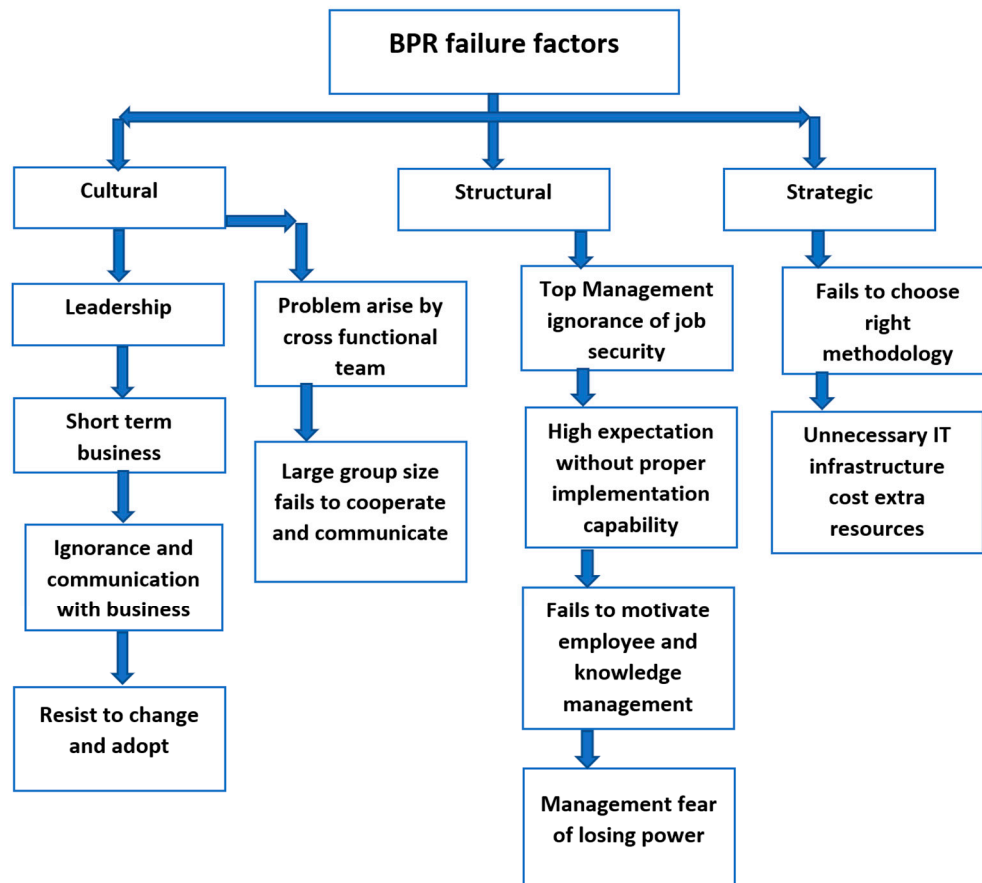 BPR failure factors
Cultural
Structural
Strategic
Leadership
Short term
business
Ignorance and
communication
with business
Resist to change
and adopt
Problem arise by
cross functional
team
Large group size
fails to cooperate
and communicate
Top Management
ignorance of job
security
High expectation
without proper
implementation
capability
Fails to motivate
employee and
knowledge
management
Management fear
of losing power
Fails to choose
right
methodology
Unnecessary IT
infrastructure
cost extra
resources